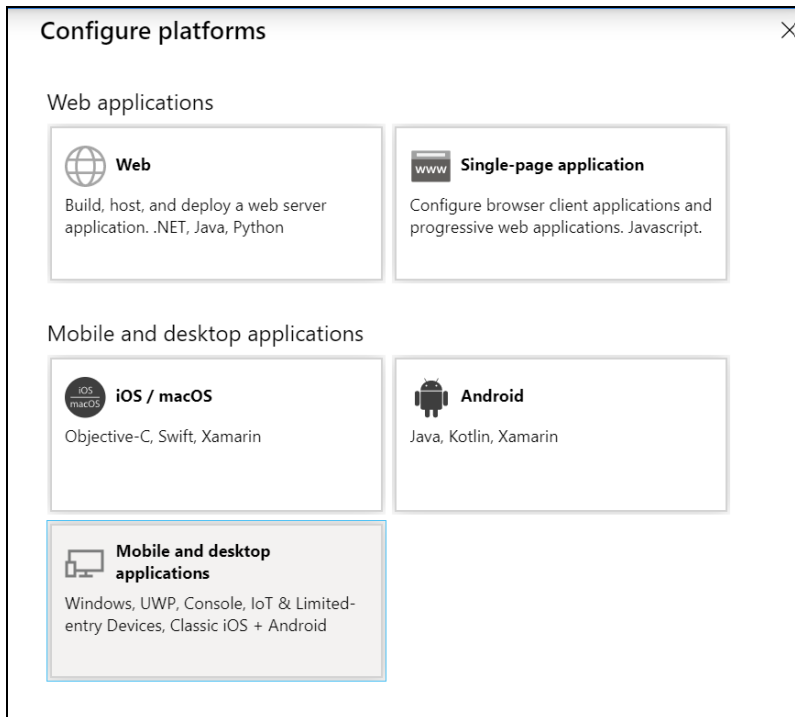 Configure platforms
Web applications
Web
Build, host, and deploy a web server
application. .NET, Java, Python
www
Single-page application
Configure browser client applications and
progressive web applications. Javascript.
Mobile and desktop applications
iOS
macOS
iOS / macOS
Objective-C, Swift, Xamarin
Android
Java, Kotlin, Xamarin
Mobile and desktop
applications
Windows, UWP, Console, IoT & Limited-
entry Devices, Classic iOS + Android